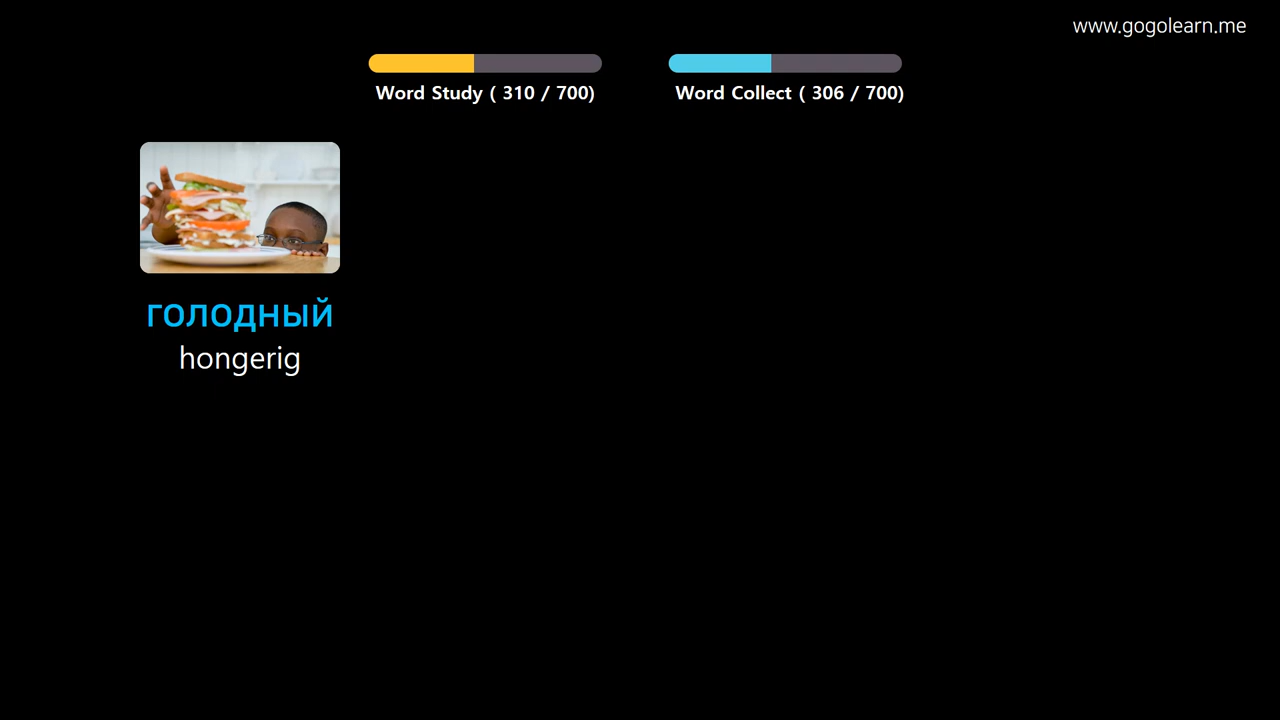 www.gogolearn.me
Word Study ( 310 / 700)
Word Collect ( 306 / 700)
голодный
hongerig